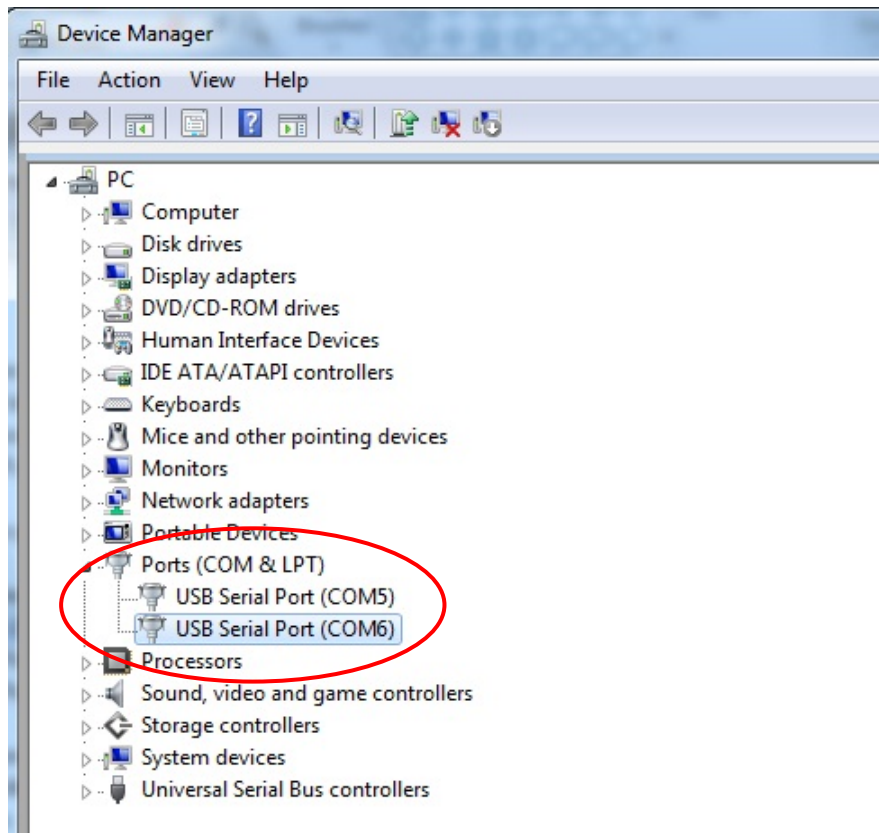 Device Manager
File Action View Help
PC
Computer
Disk drives
Display adapters
DVD/CD-ROM drives
Human Interface Devices
IDE ATA/ATAPI controllers
Keyboards
Mice and other pointing devices
Monitors
Network adapters
Portable Devices
Ports (COM & LPT)
USB Serial Port (COM5)
USB Serial Port (COM6)
Processors
Sound, video and game controllers
Storage controllers
System devices
Universal Serial Bus controllers